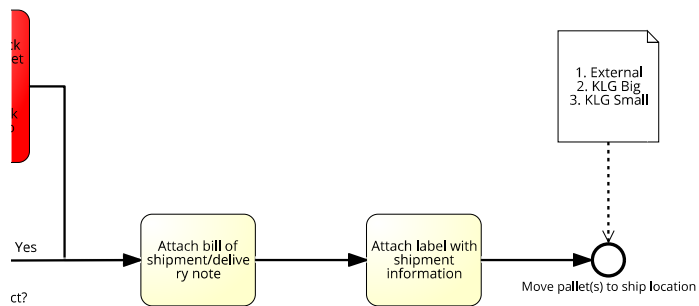 1. External
2. KLG Big
3. KLG Small
Yes
Attach bill of
shipment/delive
ry note
Attach label with
shipment
information
Move pallet(s) to ship location
ct?